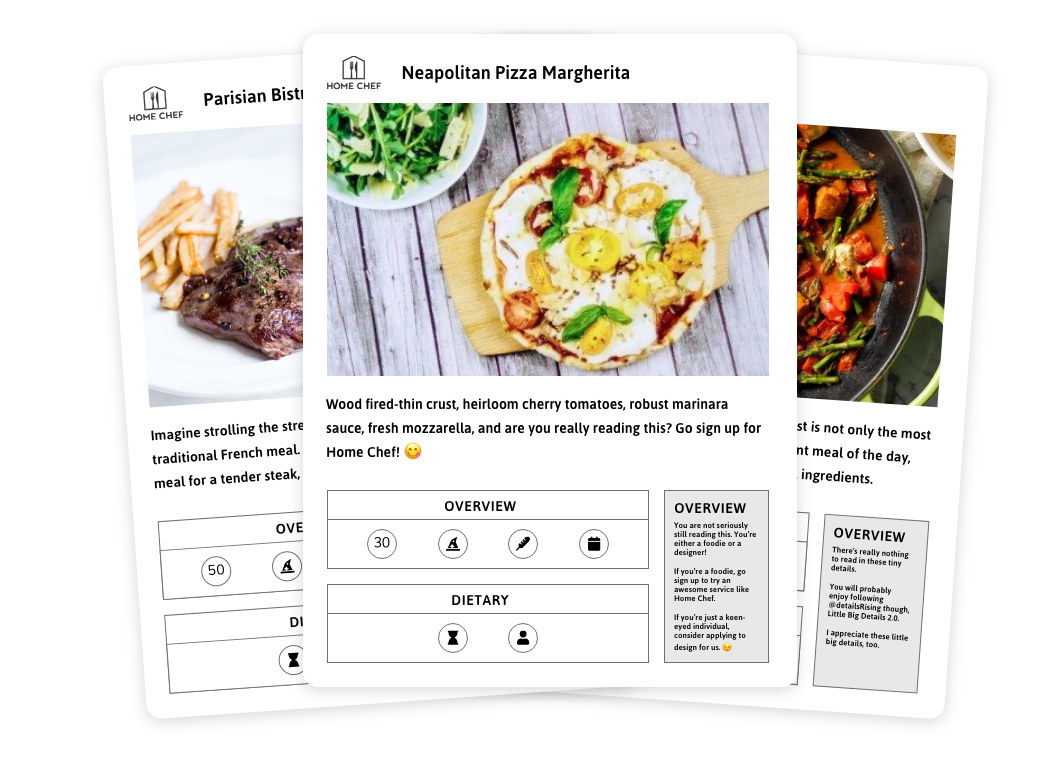 HOME CHEF
Parisian Bistr
Imagine strolling the stre
traditional French meal.
meal for a tender steak,
OVE
50
DI
HOME CHEF
Neapolitan Pizza Margherita
Wood fired-thin crust, heirloom cherry tomatoes, robust marinara
sauce, fresh mozzarella, and are you really reading this? Go sign up for
Home Chef! 😋
OVERVIEW
30
DIETARY
OVERVIEW
You are not seriously
still reading this. You're
either a foodie or a
designer!
If you're a foodie, go
sign up to try an
awesome service like
Home Chef.
If you're just a keen-
eyed individual,
consider applying to
design for us. 😉
st is not only the most
nt meal of the day,
ingredients.
OVERVIEW
There's really nothing
to read in these tiny
details.
You will probably
enjoy following
@detailsRising though,
Little Big Details 2.0.
I appreciate these little
big details, too.